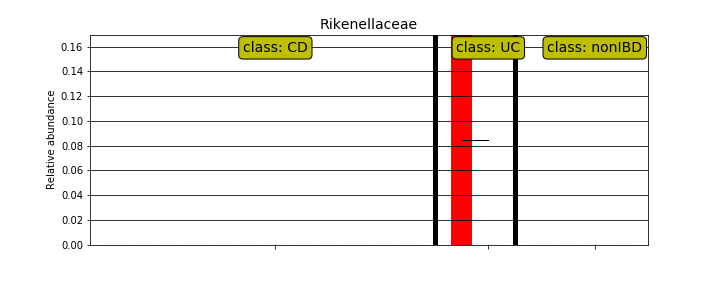 Rikenellaceae
class: CD
class: UC
class: nonIBD
Relative abundance
0.16
0.14
0.12
0.10
0.08
0.06
0.04
0.02
0.00